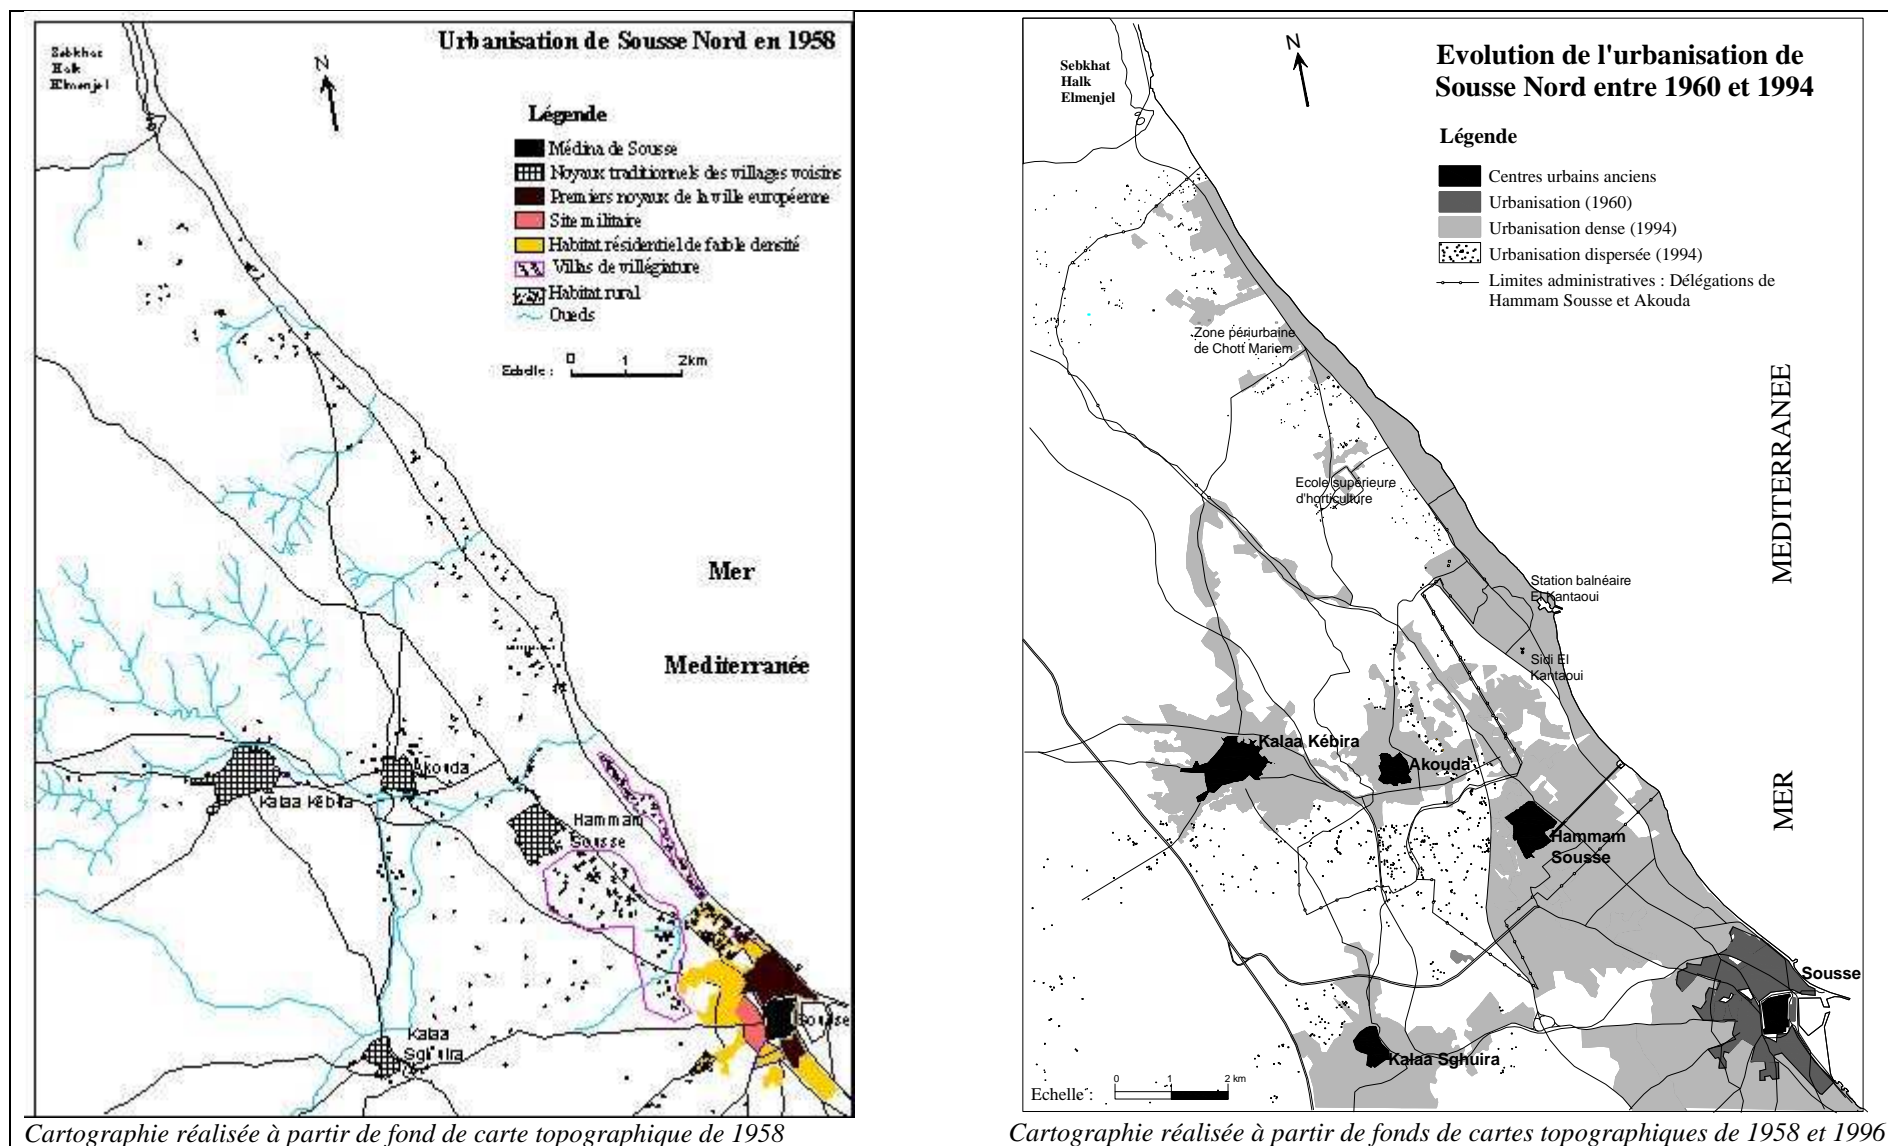 Urbanisation de Sousse Nord en 1958
Sebkhat
Halk
Elmenjel
N
Légende
Médina de Sousse
Noyaux traditionnels des villages voisins
Premiers noyaux de la ville européenne
Site militaire
Habitat résidentiel de faible densité
Villas de villégiature
Habitat rural
Oueds
Echelle :
0 1 2km
Mer
Mediterranée
Akouda
Kalaa Kébira
Hammam
Sousse
Sousse
Kalaa
Sghuira
Cartographie réalisée à partir de fond de carte topographique de 1958
Evolution de l'urbanisation de
Sousse Nord entre 1960 et 1994
Sebkhat
Halk
Elmenjel
N
Légende
Centres urbains anciens
Urbanisation (1960)
Urbanisation dense (1994)
Urbanisation dispersée (1994)
Limites administratives : Délégations de
Hammam Sousse et Akouda
Zone périurbaine
de Chott Mariem
Ecole supérieure
d'horticulture
MEDITERRANEE
Station balnéaire
El Kantaoui
Sidi El
Kantaoui
Kalaa Kébira
Akouda
MER
Hammam
Sousse
Sousse
Kalaa Sghuira
Echelle :
0 1 2 km
Cartographie réalisée à partir de fonds de cartes topographiques de 1958 et 1996